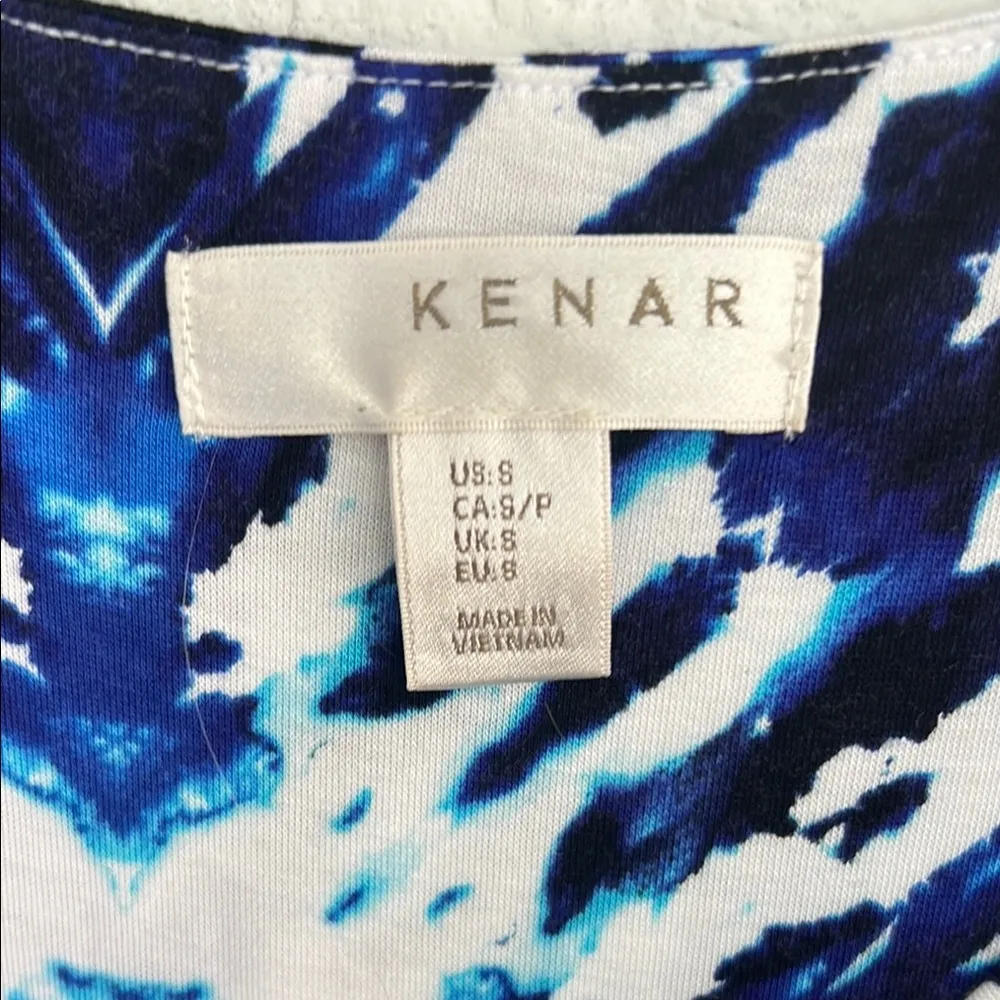 KENAR
US:S
CA:S/P
UK:S
EU:S
MADE IN
VIETNAM